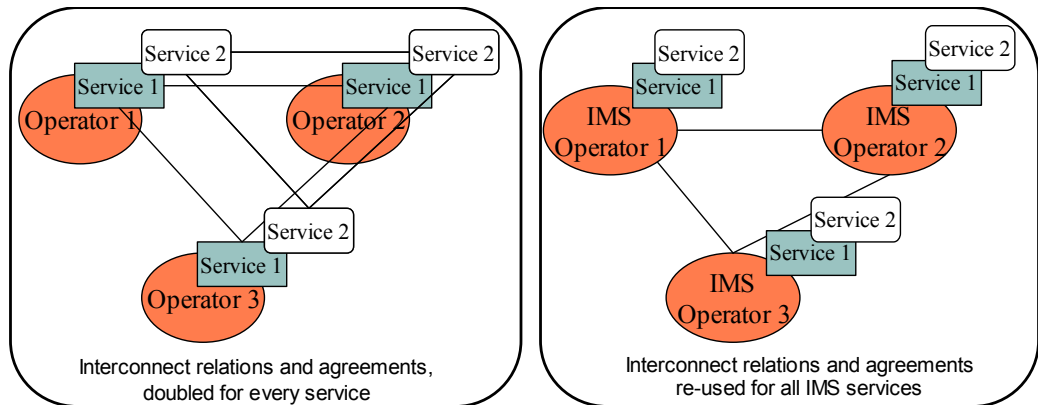 Service 2
Service 2
Service 1
Service 1
Operator 1
Operator 2
Service 2
Service 1
Operator 3
Interconnect relations and agreements,
doubled for every service
Service 2
Service 2
Service 1
Service 1
IMS
Operator 1
IMS
Operator 2
Service 2
Service 1
IMS
Operator 3
Interconnect relations and agreements
re-used for all IMS services